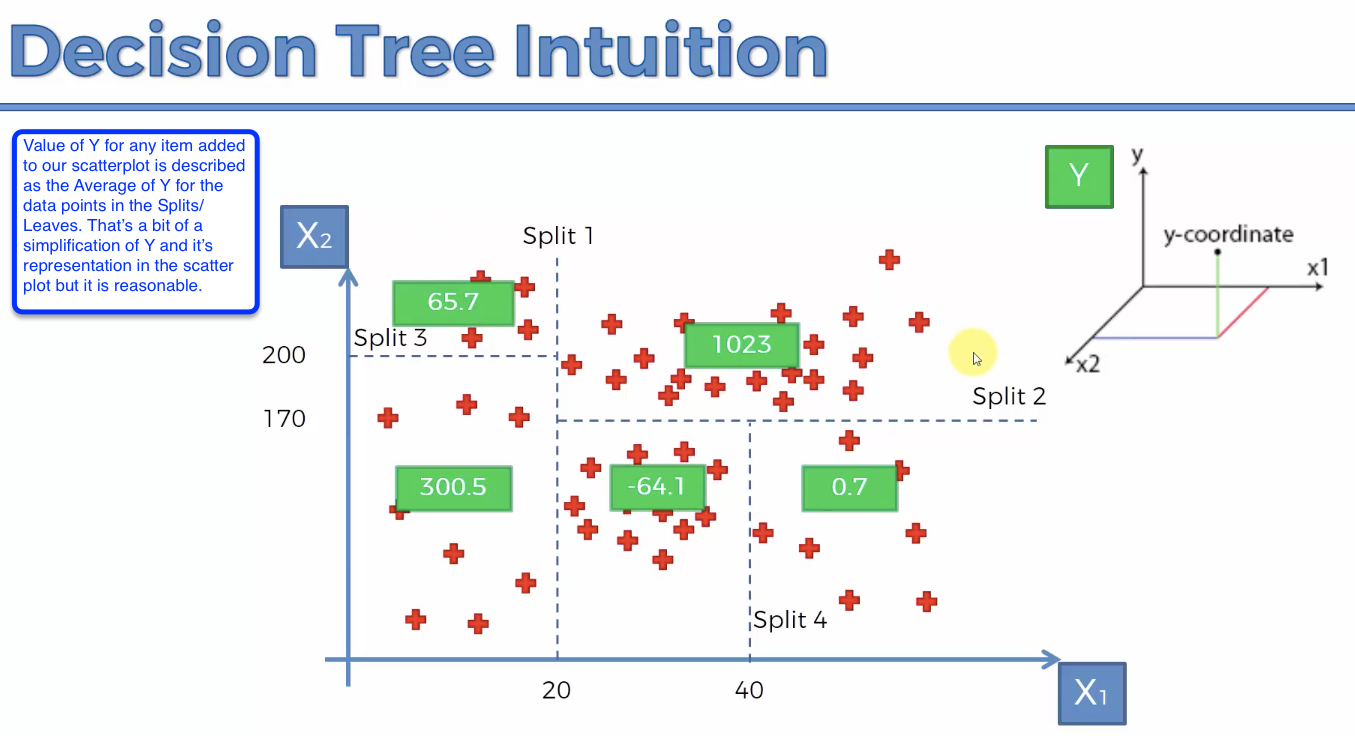 Decision Tree Intuition
Value of Y for any item added
to our scatterplot is described
as the Average of Y for the
data points in the Splits/
Leaves. That's a bit of a
simplification of Y and it's
representation in the scatter
plot but it is reasonable.
X2
Split 1
Y
y
y-coordinate
x1
x2
65.7
Split 3
200
1023
Split 2
170
300.5
-64.1
0.7
Split 4
20
40
X1